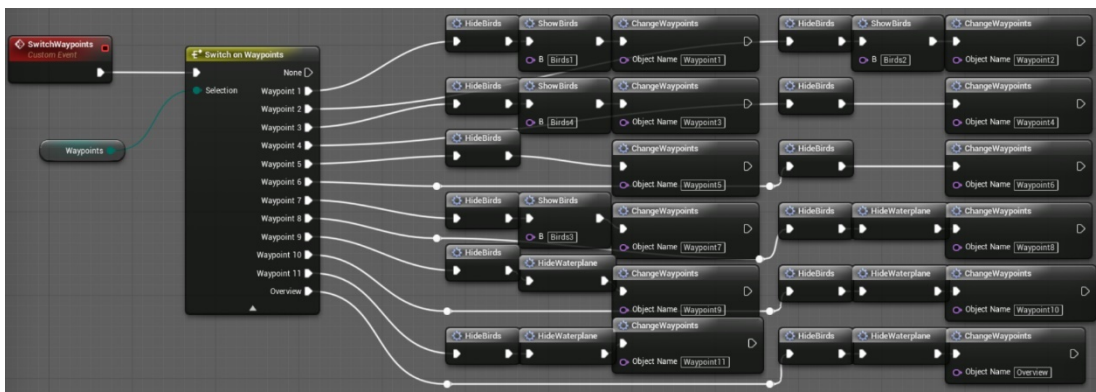 SwitchWaypoints
Custom Event
Waypoints
Switch on Waypoints
Selection
None
Waypoint 1
Waypoint 2
Waypoint 3
Waypoint 4
Waypoint 5
Waypoint 6
Waypoint 7
Waypoint 8
Waypoint 9
Waypoint 10
Waypoint 11
Overview
HideBirds
ShowBirds
B Birds1
ChangeWaypoints
Object Name Waypoint1
HideBirds
ShowBirds
B Birds2
ChangeWaypoints
Object Name Waypoint2
HideBirds
ShowBirds
B Birds4
ChangeWaypoints
Object Name Waypoint3
HideBirds
ChangeWaypoints
Object Name Waypoint4
HideBirds
ChangeWaypoints
Object Name Waypoint5
HideBirds
ChangeWaypoints
Object Name Waypoint6
HideBirds
ShowBirds
B Birds3
ChangeWaypoints
Object Name Waypoint7
HideBirds
HideWaterplane
ChangeWaypoints
Object Name Waypoint8
HideBirds
HideWaterplane
ChangeWaypoints
Object Name Waypoint9
HideBirds
HideWaterplane
ChangeWaypoints
Object Name Waypoint10
HideBirds
HideWaterplane
ChangeWaypoints
Object Name Waypoint11
HideBirds
HideWaterplane
ChangeWaypoints
Object Name Overview